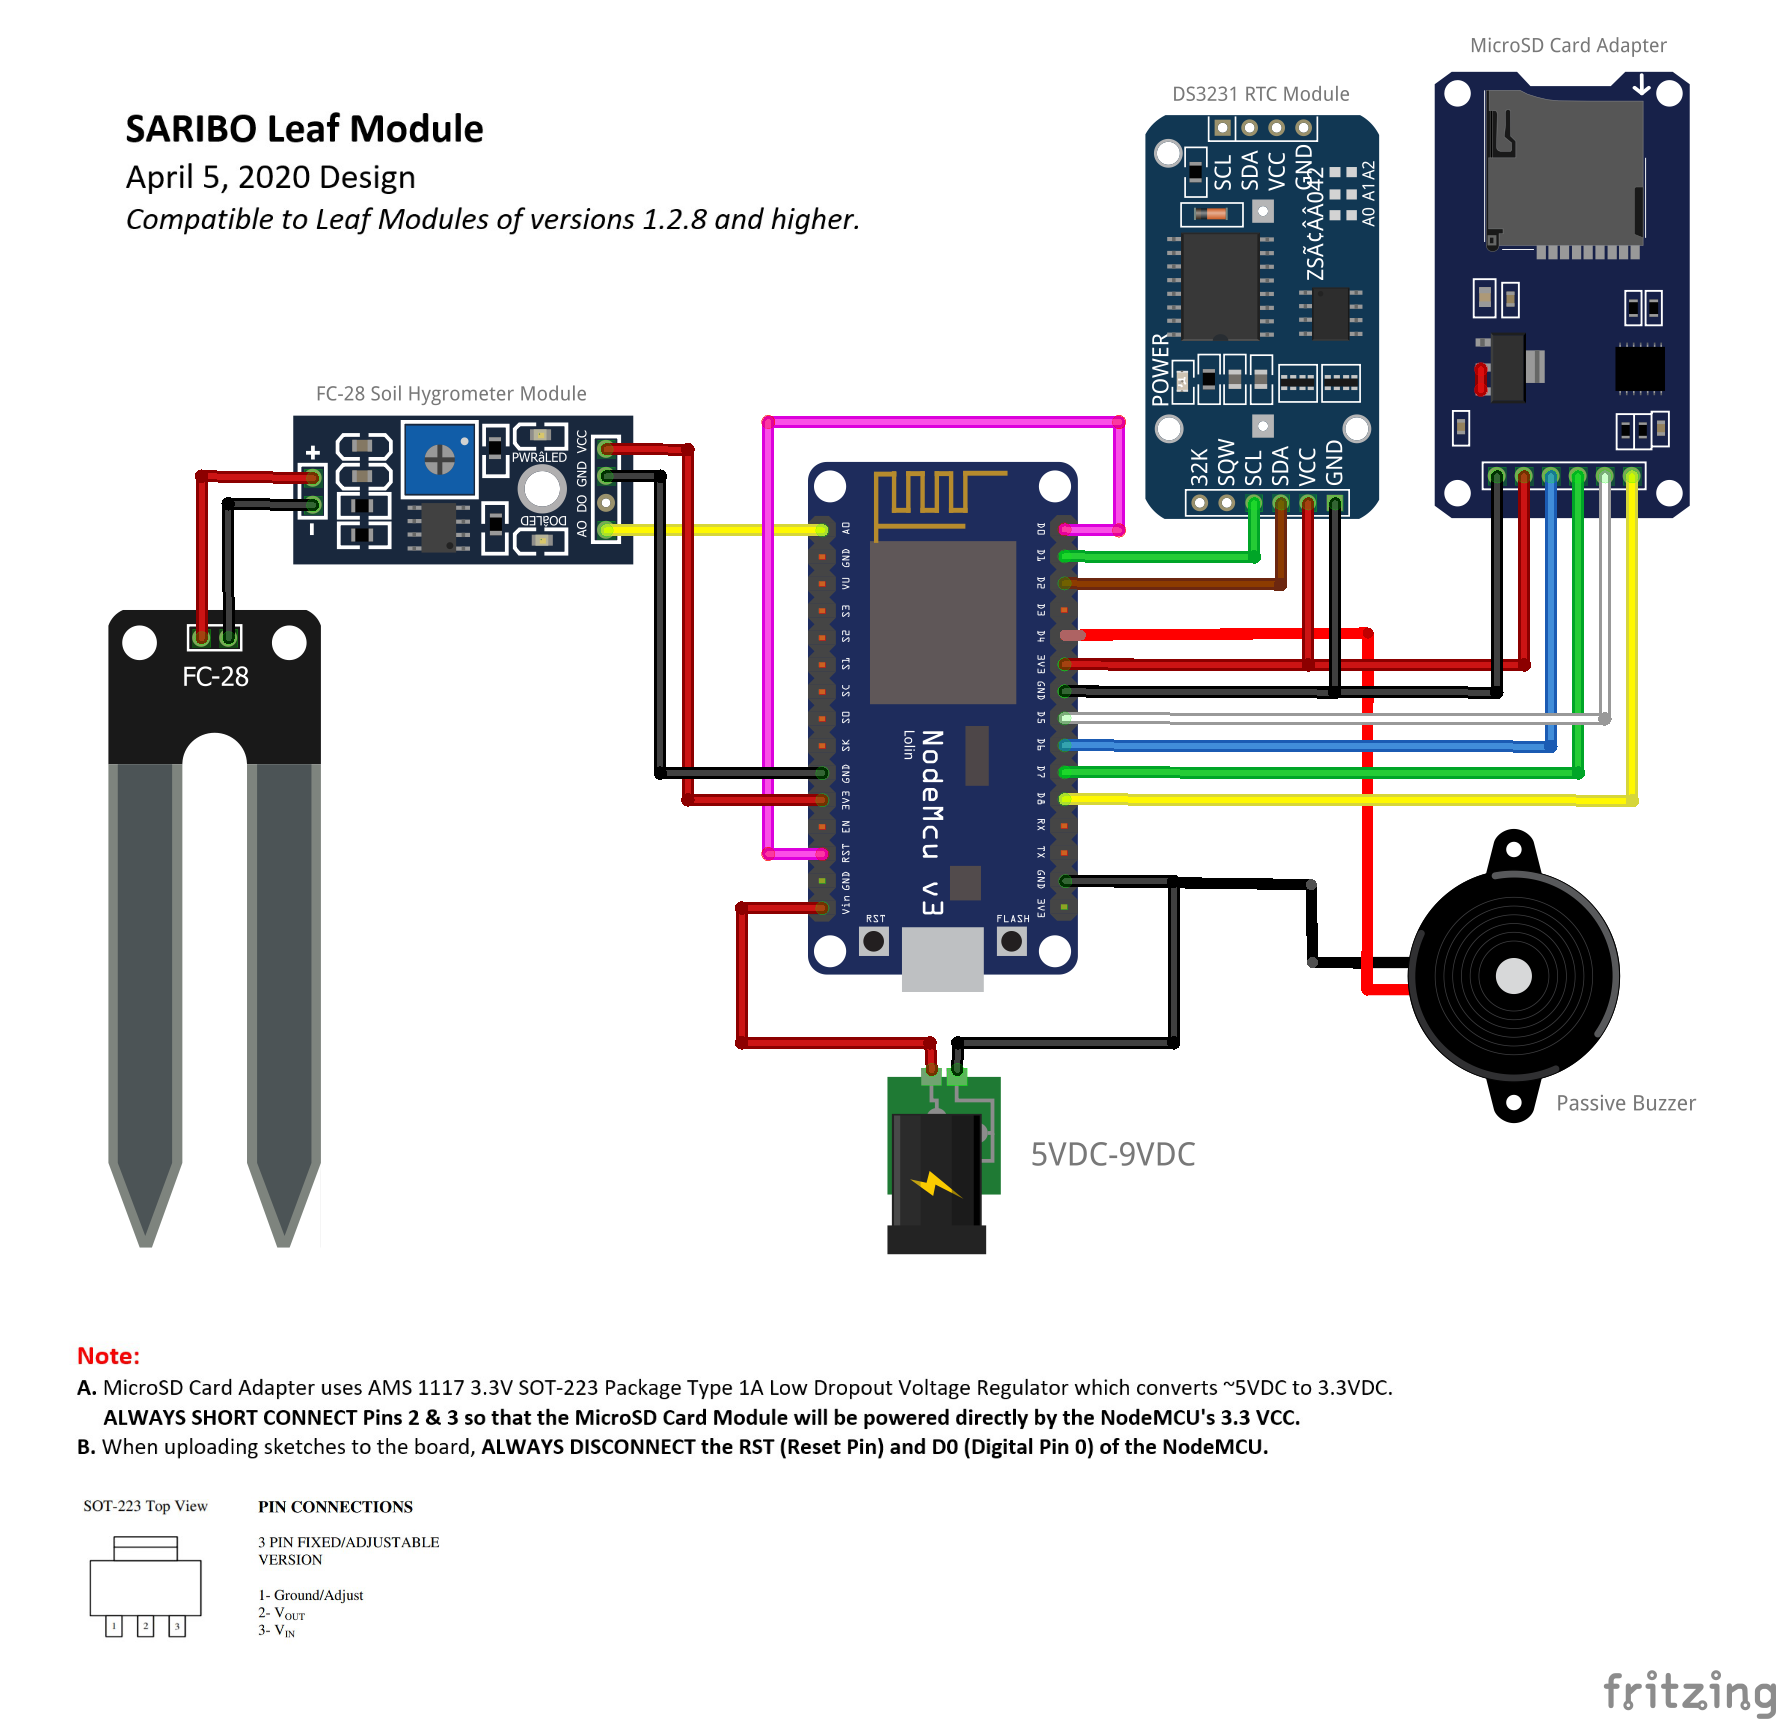 MicroSD Card Adapter
DS3231 RTC Module
SARIBO Leaf Module
April 5, 2020 Design
Compatible to Leaf Modules of versions 1.2.8 and higher.
SCL
SDA
VCC
GND
A0 A1 A2
ZSÃ¢ÂÂ042
POWER
32K
SQW
SCL
SDA
VCC
GND
FC-28 Soil Hygrometer Module
+
-
PWRâLED
DOâLED
VCC
GND
DO
AO
FC-28
A0
GND
VU
S3
S2
S1
SC
S0
SK
GND
3V3
EN
RST
GND
Vin
D0
D1
D2
D3
D4
3V3
GND
D5
D6
D7
D8
RX
TX
GND
3V3
NodeMcu v3
Lolin
RST
FLASH
Passive Buzzer
5VDC-9VDC
Note:
A. MicroSD Card Adapter uses AMS 1117 3.3V SOT-223 Package Type 1A Low Dropout Voltage Regulator which converts ~5VDC to 3.3VDC.
ALWAYS SHORT CONNECT Pins 2 & 3 so that the MicroSD Card Module will be powered directly by the NodeMCU's 3.3 VCC.
B. When uploading sketches to the board, ALWAYS DISCONNECT the RST (Reset Pin) and D0 (Digital Pin 0) of the NodeMCU.
SOT-223 Top View
1 2 3
PIN CONNECTIONS
3 PIN FIXED/ADJUSTABLE
VERSION
1- Ground/Adjust
2- VOUT
3- VIN
fritzing